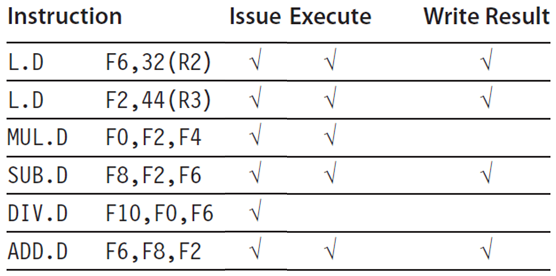 Instruction Issue Execute Write Result
L.D F6,32(R2) √ √ √
L.D F2,44(R3) √ √ √
MUL.D F0,F2,F4 √ √
SUB.D F8,F2,F6 √ √ √
DIV.D F10,F0,F6 √
ADD.D F6,F8,F2 √ √ √